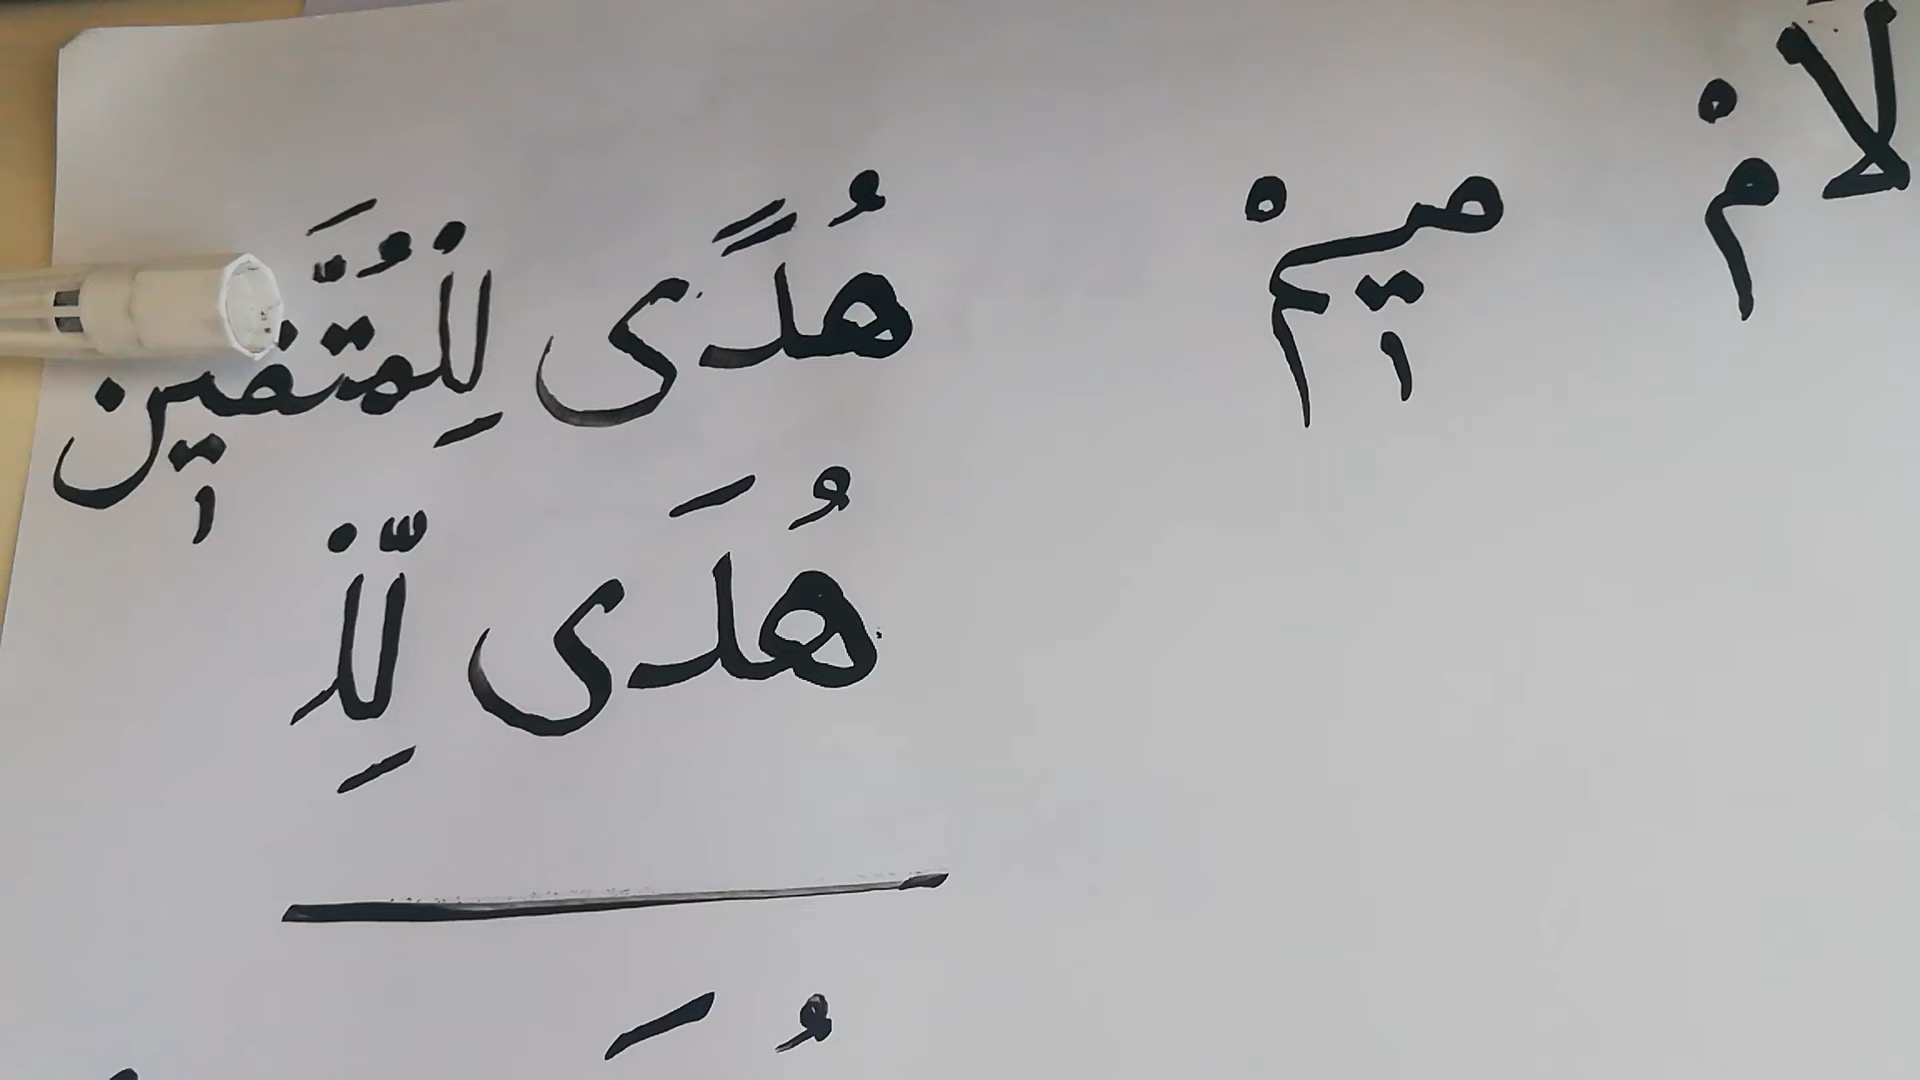 لَامْ مِيمْ
هُدًى لِلْمُتَّقِين
هُدَى لِّلْ